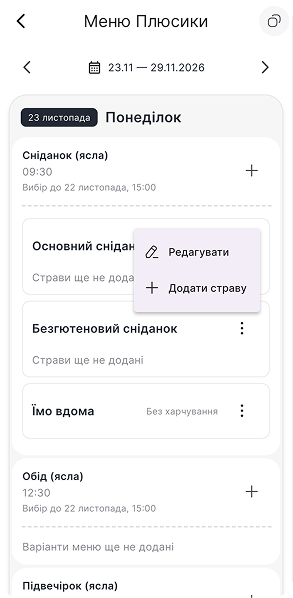 Меню Плюсики
23.11 — 29.11.2026
23 листопада Понеділок
Сніданок (ясла)
09:30
Вибір до 22 листопада, 15:00
Основний сніданок
Редагувати
Страви ще не додані
Додати страву
Безглютеновий сніданок
Страви ще не додані
Їмо вдома Без харчування
Обід (ясла)
12:30
Вибір до 22 листопада, 15:00
Варіанти меню ще не додані
Підвечірок (ясла)